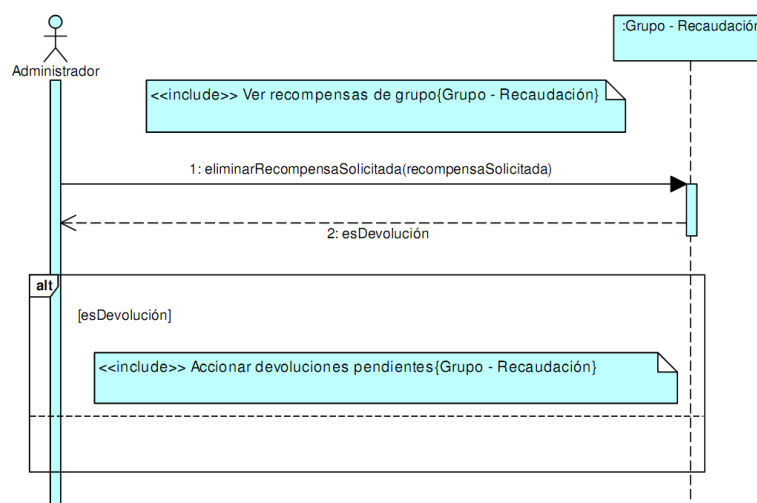 :Grupo - Recaudación
Administrador
<<include>> Ver recompensas de grupo{Grupo - Recaudación}
1: eliminarRecompensaSolicitada(recompensaSolicitada)
2: esDevolución
alt
[esDevolución]
<<include>> Accionar devoluciones pendientes{Grupo - Recaudación}